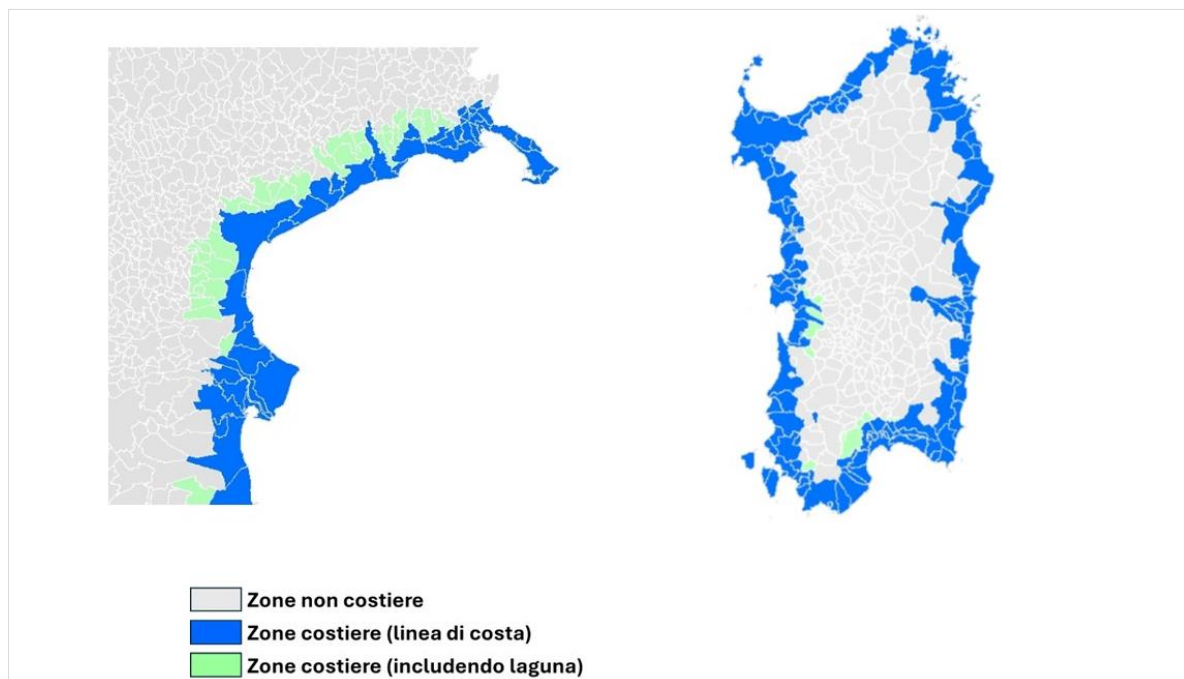 Zone non costiere
Zone costiere (linea di costa)
Zone costiere (includendo laguna)